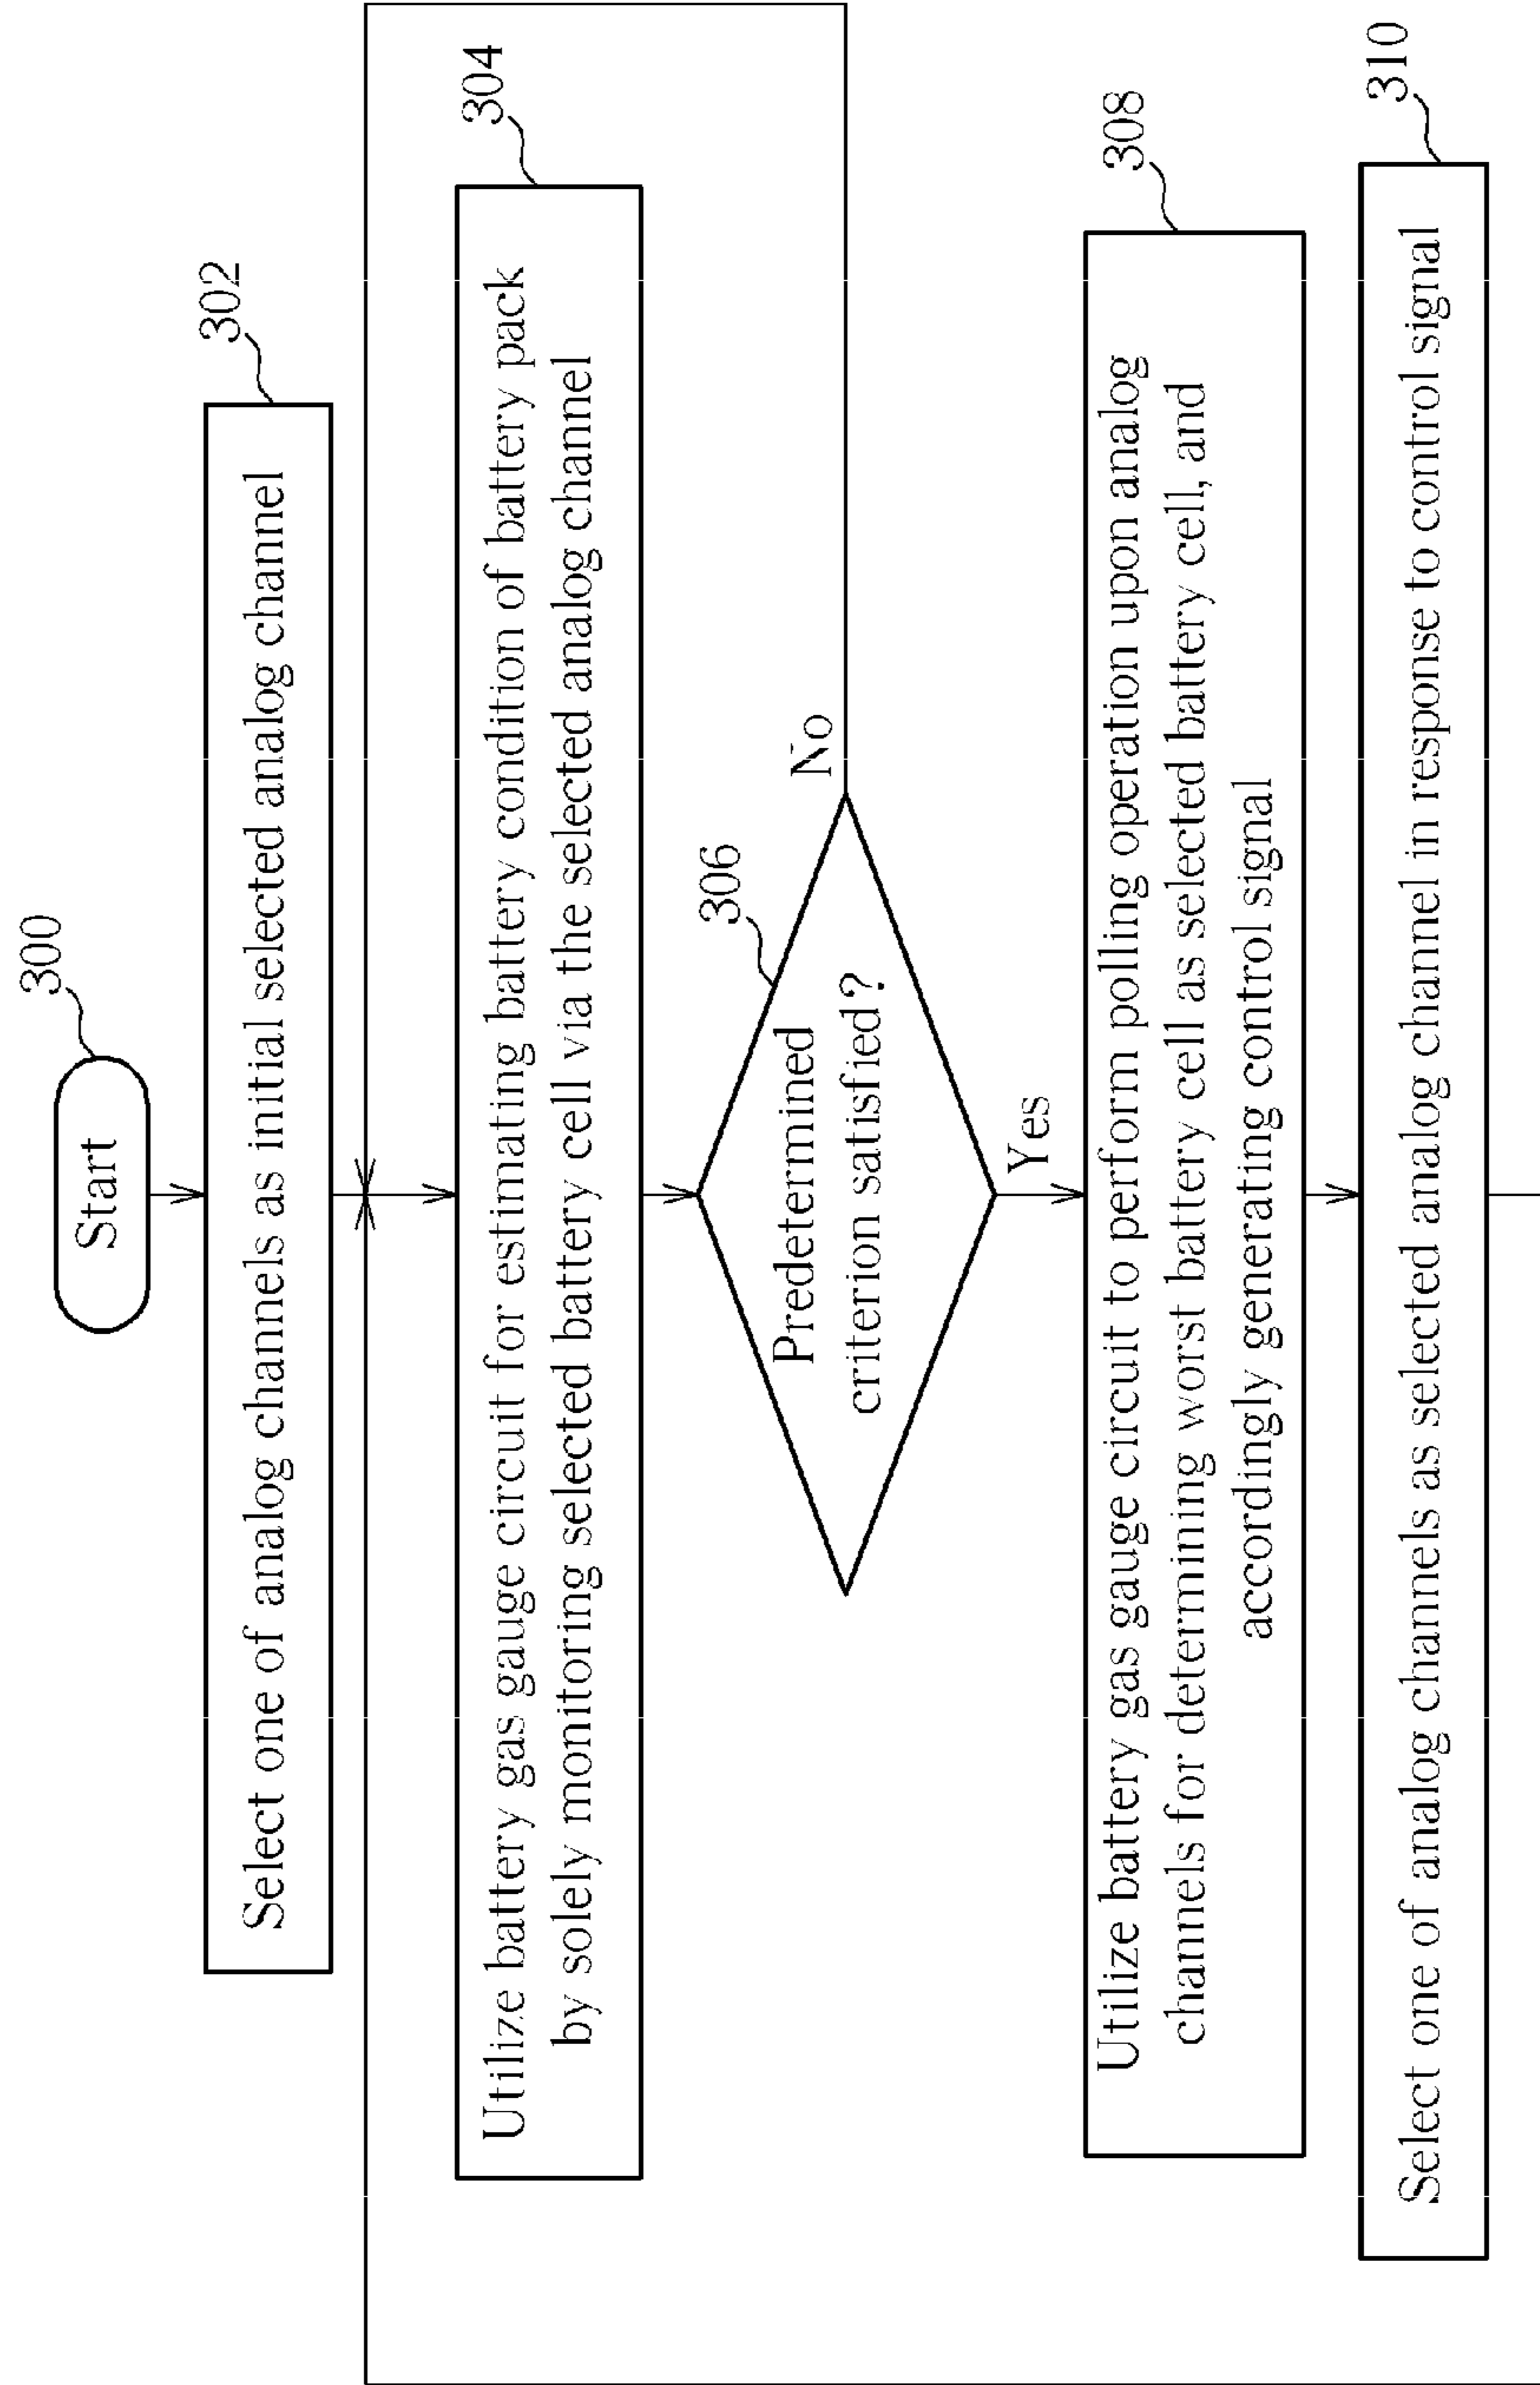 300
Start
302
Select one of analog channels as initial selected analog channel
304
Utilize battery gas gauge circuit for estimating battery condition of battery pack
by solely monitoring selected battery cell via the selected analog channel
306
Predetermined
criterion satisfied?
No
Yes
308
Utilize battery gas gauge circuit to perform polling operation upon analog
channels for determining worst battery cell as selected battery cell, and
accordingly generating control signal
310
Select one of analog channels as selected analog channel in response to control signal